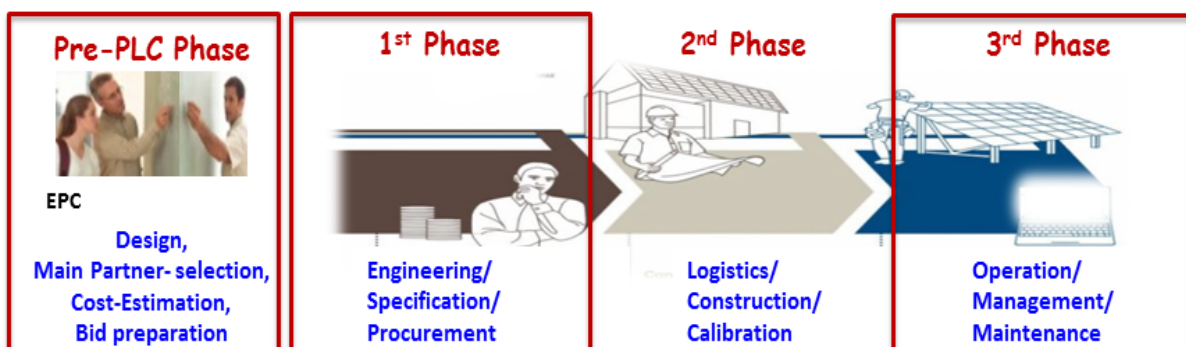 Pre-PLC Phase
EPC
Design,
Main Partner- selection,
Cost-Estimation,
Bid preparation
1st Phase
Engineering/
Specification/
Procurement
2nd Phase
Logistics/
Construction/
Calibration
3rd Phase
Operation/
Management/
Maintenance